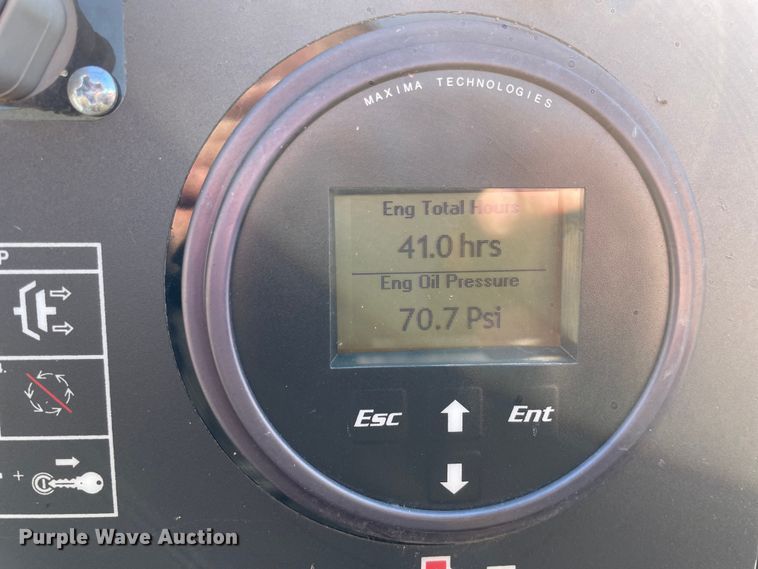 MAXIMA TECHNOLOGIES
Eng Total Hours
41.0 hrs
Eng Oil Pressure
70.7 Psi
P
Esc
Ent
+
Purple Wave Auction